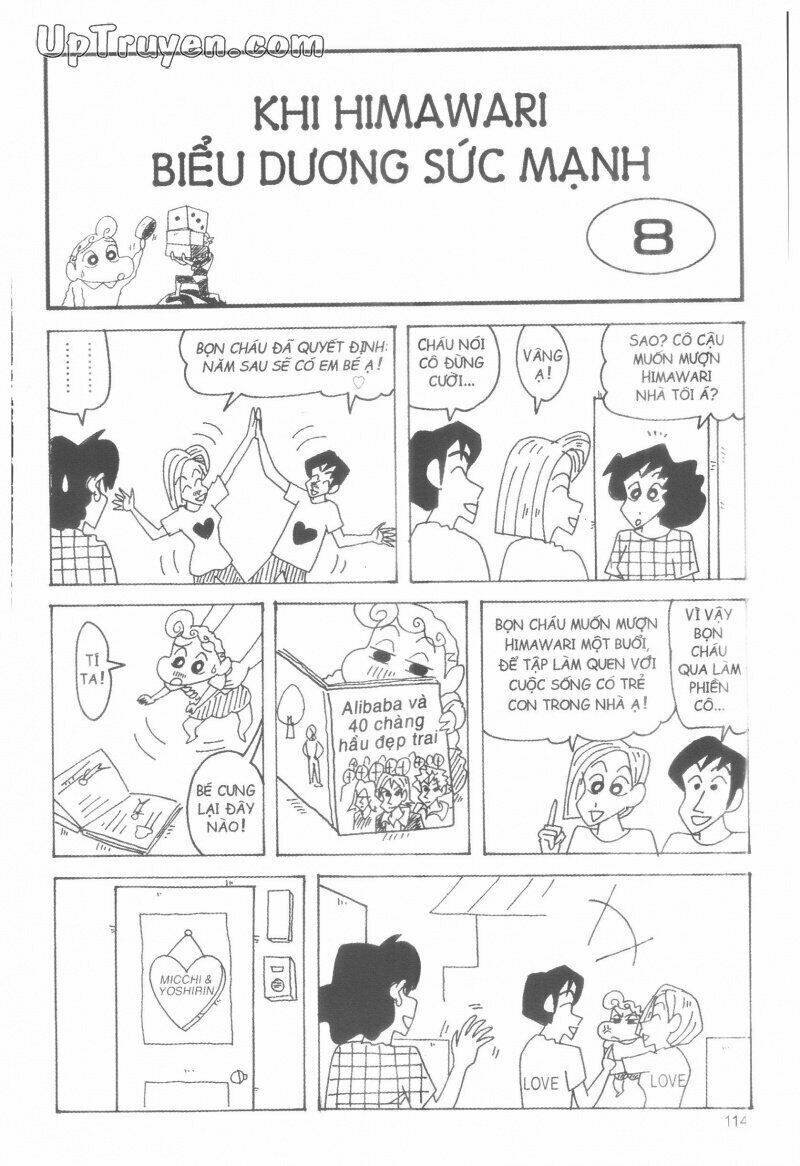 UpTruyen.com
KHI HIMAWARI
BIỂU DƯƠNG SỨC MẠNH
8
SAO? CÔ CẬU
MUỐN MƯỢN
HIMAWARI
NHÀ TÔI Á?
VÂNG
Ạ!
CHÁU NÓI
CÔ ĐỪNG
CƯỜI...
BỌN CHÁU ĐÃ QUYẾT ĐỊNH:
NĂM SAU SẼ CÓ EM BÉ Ạ!
........
........
VÌ VẬY
BỌN
CHÁU
QUA LÀM
PHIỀN
CÔ...
BỌN CHÁU MUỐN MƯỢN
HIMAWARI MỘT BUỔI,
ĐỂ TẬP LÀM QUEN VỚI
CUỘC SỐNG CÓ TRẺ
CON TRONG NHÀ Ạ!
Alibaba và
40 chàng
hầu đẹp trai
TÍ
TA!
BÉ CƯNG
LẠI ĐÂY
NÀO!
LOVE
LOVE
MICCHI &
YOSHIRIN
114